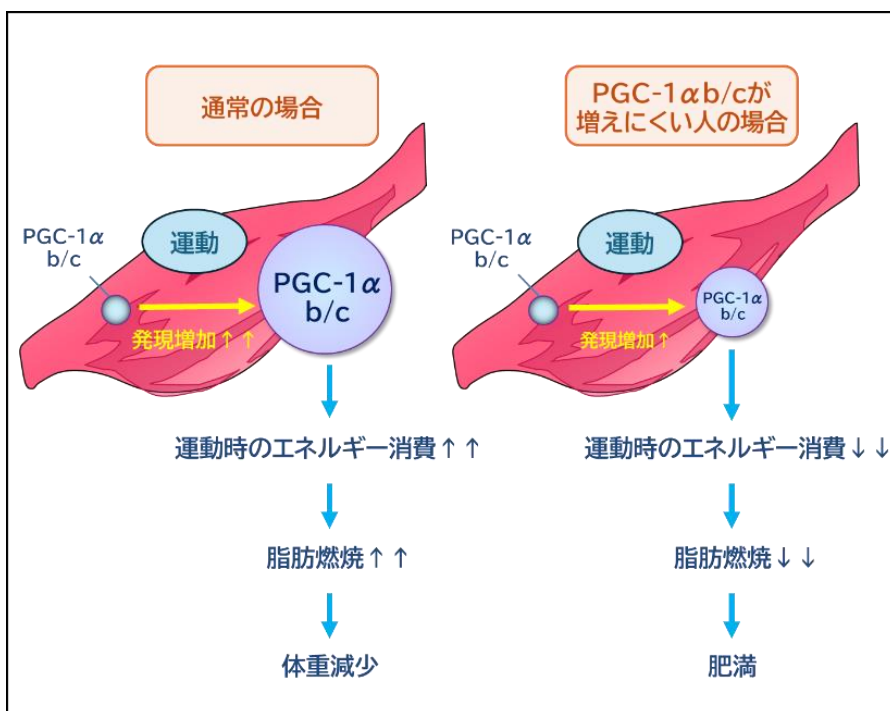 通常の場合
PGC-1α
b/c
運動
PGC-1α
b/c
発現増加↑↑
運動時のエネルギー消費↑↑
脂肪燃焼↑↑
体重減少
PGC-1αb/cが
増えにくい人の場合
PGC-1α
b/c
運動
PGC-1α
b/c
発現増加↑
運動時のエネルギー消費↓↓
脂肪燃焼↓↓
肥満